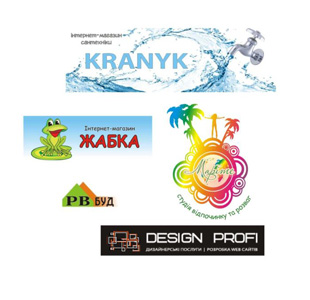 Інтернет-магазин
сантехніки
KRANYK
Інтернет-магазин
ЖАБКА
студія відпочинку та розваг
РВ БУД
DESIGN PROFI
ДИЗАЙНЕРСЬКІ ПОСЛУГИ | РОЗРОБКА WEB САЙТІВ